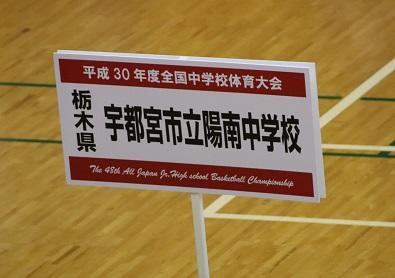 平成30年度全国中学校体育大会
栃木県
宇都宮市立陽南中学校
The 48th All Japan Jr.High school Basketball Championship